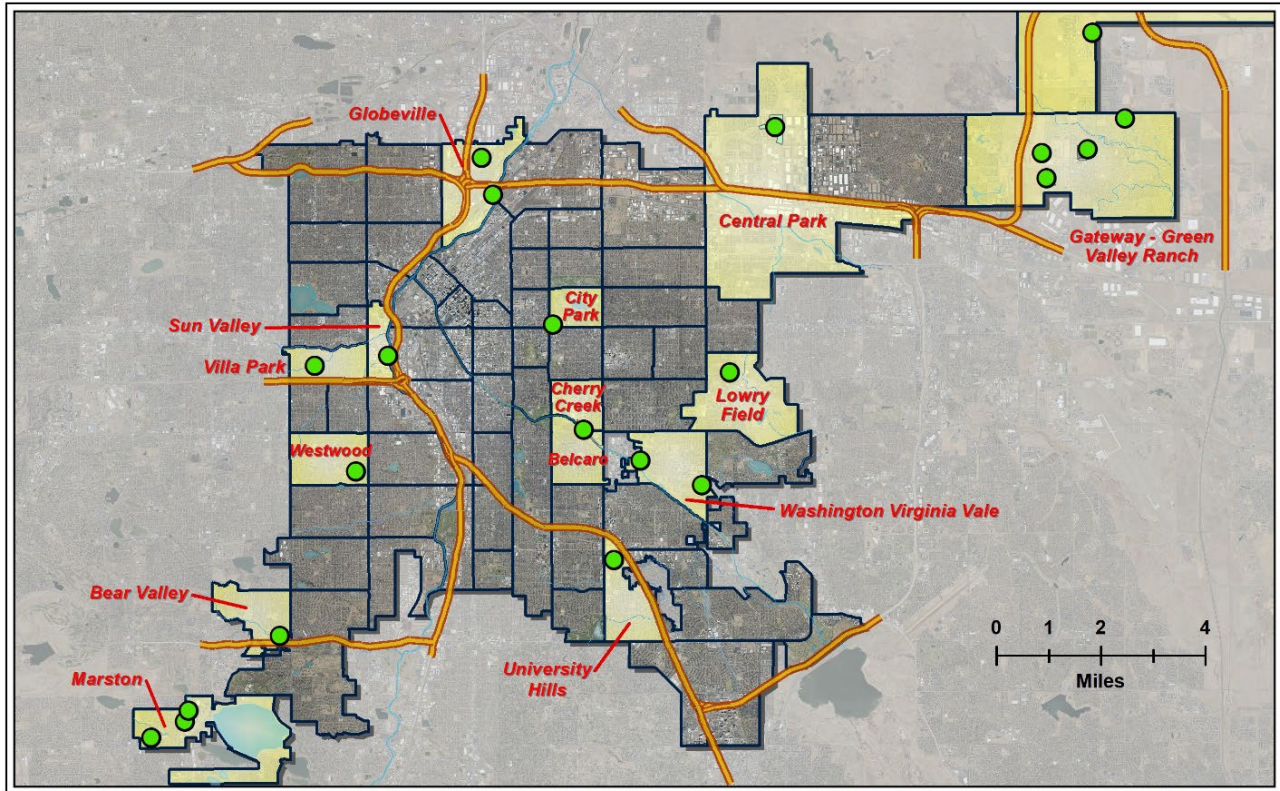 Globeville
Central Park
Gateway - Green
Valley Ranch
City
Park
Sun Valley
Villa Park
Cherry
Creek
Lowry
Field
Westwood
Belcaro
Washington Virginia Vale
Bear Valley
University
Hills
Marston
0 1 2 4
Miles